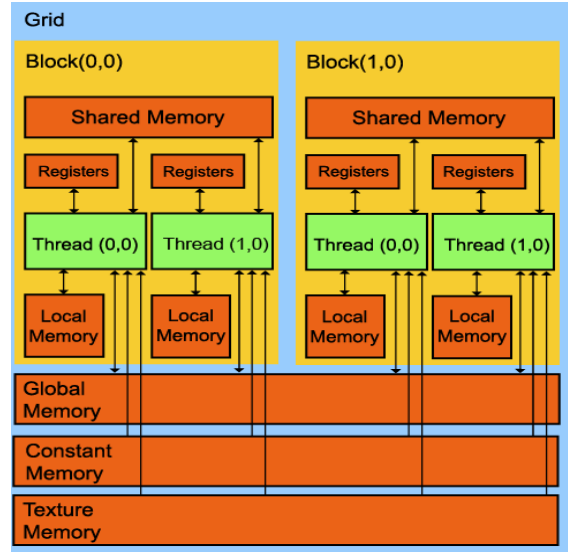 Grid
Block(0,0)
Shared Memory
Registers
Registers
Thread (0,0)
Thread (1,0)
Local
Memory
Local
Memory
Block(1,0)
Shared Memory
Registers
Registers
Thread (0,0)
Thread (1,0)
Local
Memory
Local
Memory
Global
Memory
Constant
Memory
Texture
Memory